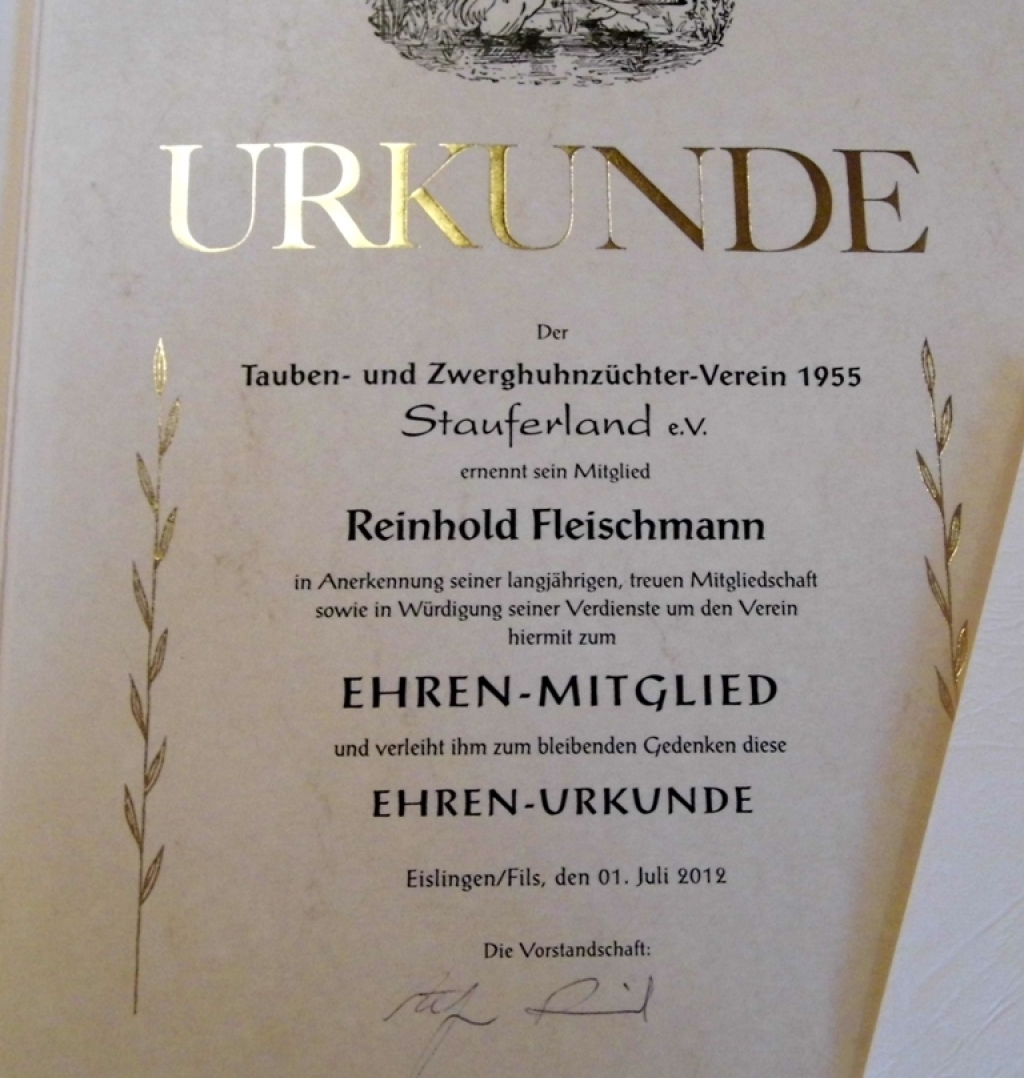 URKUNDE
Der
Tauben- und Zwerghuhnzüchter-Verein 1955
Stauferland e.V.
ernennt sein Mitglied
Reinhold Fleischmann
in Anerkennung seiner langjährigen, treuen Mitgliedschaft
sowie in Würdigung seiner Verdienste um den Verein
hiermit zum
EHREN-MITGLIED
und verleiht ihm zum bleibenden Gedenken diese
EHREN-URKUNDE
Eislingen/Fils, den 01. Juli 2012
Die Vorstandschaft: